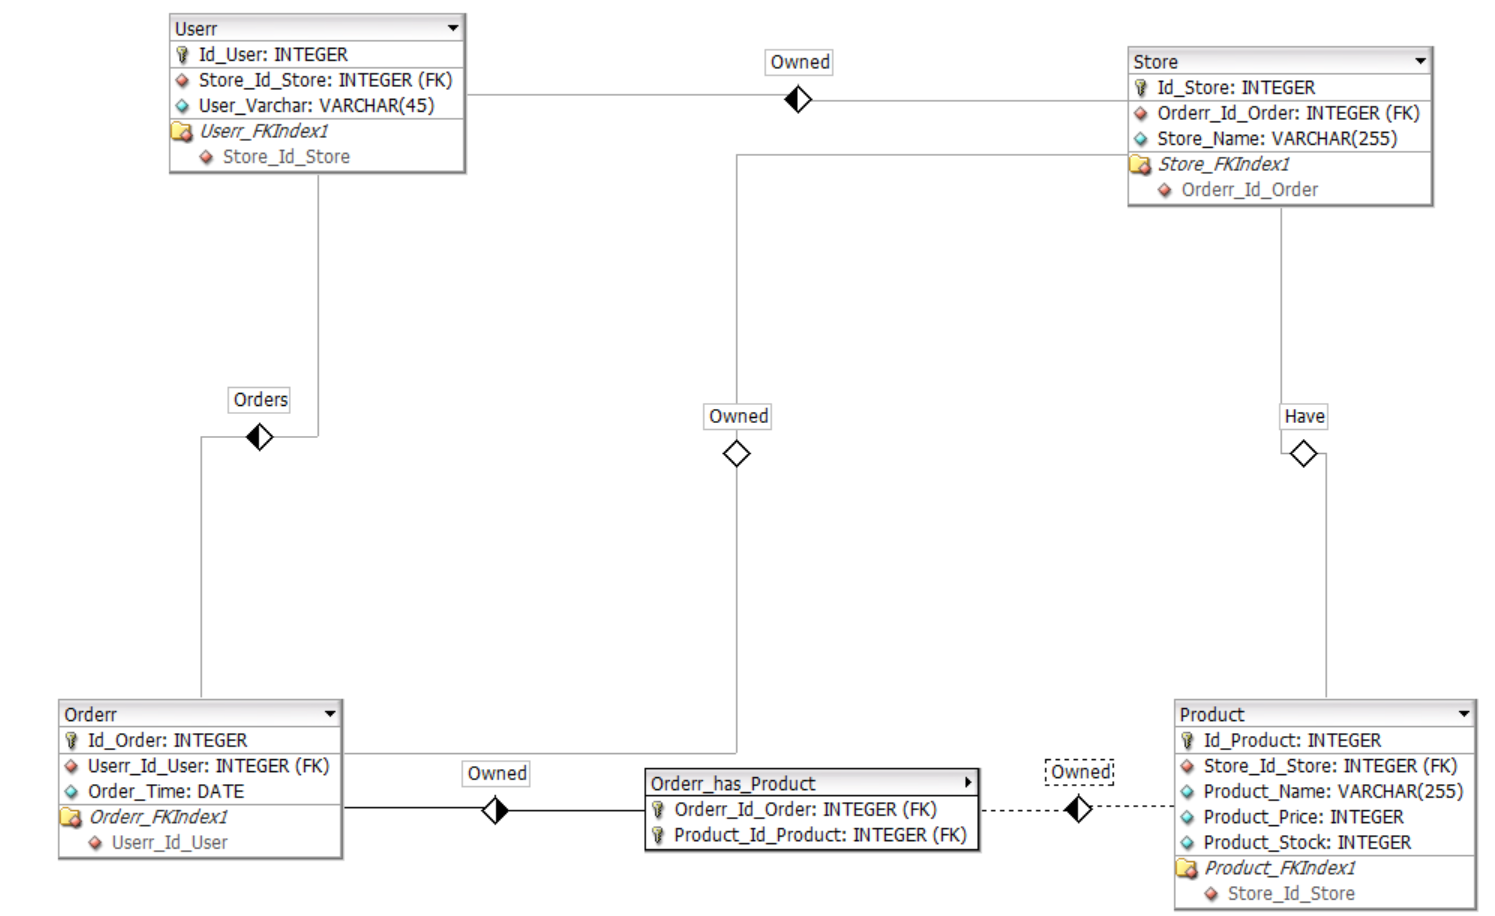 Userr
Id_User: INTEGER
Store_Id_Store: INTEGER (FK)
User_Varchar: VARCHAR(45)
Userr_FKIndex1
Store_Id_Store
Owned
Store
Id_Store: INTEGER
Orderr_Id_Order: INTEGER (FK)
Store_Name: VARCHAR(255)
Store_FKIndex1
Orderr_Id_Order
Orders
Owned
Have
Orderr
Id_Order: INTEGER
Userr_Id_User: INTEGER (FK)
Order_Time: DATE
Orderr_FKIndex1
Userr_Id_User
Owned
Orderr_has_Product
Orderr_Id_Order: INTEGER (FK)
Product_Id_Product: INTEGER (FK)
Owned
Product
Id_Product: INTEGER
Store_Id_Store: INTEGER (FK)
Product_Name: VARCHAR(255)
Product_Price: INTEGER
Product_Stock: INTEGER
Product_FKIndex1
Store_Id_Store